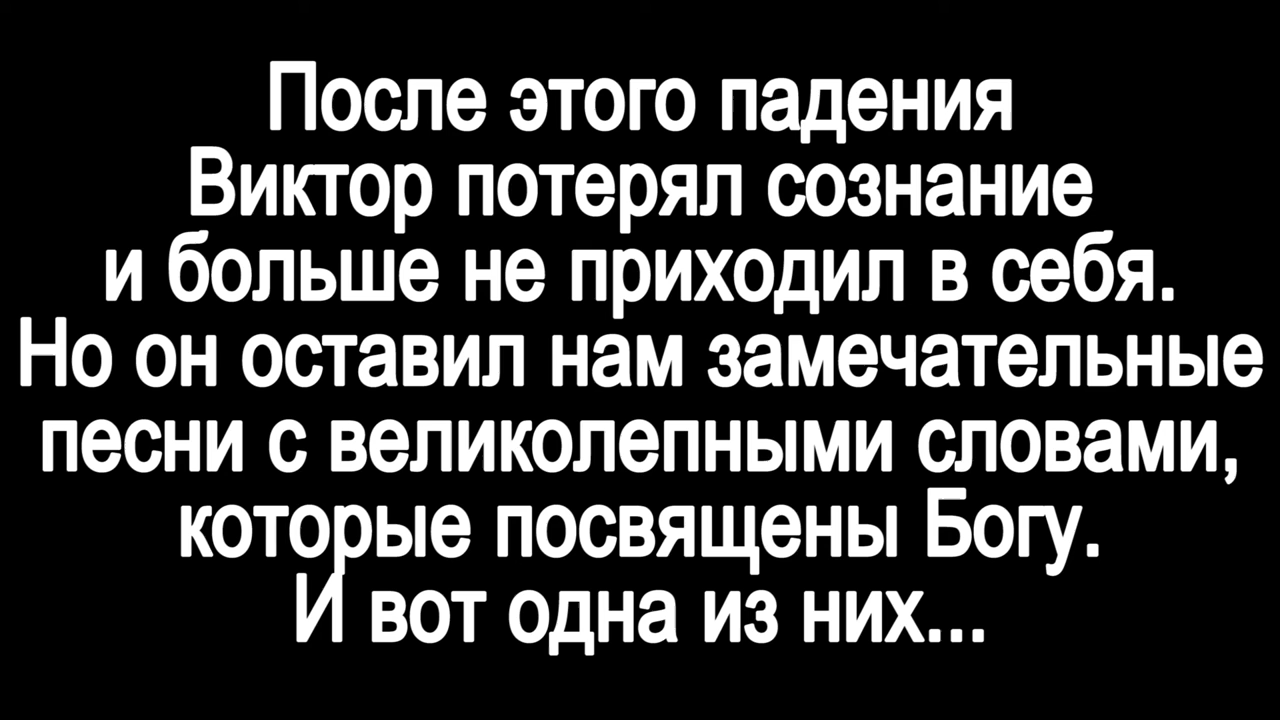 После этого падения
Виктор потерял сознание
и больше не приходил в себя.
Но он оставил нам замечательные
песни с великолепными словами,
которые посвящены Богу.
И вот одна из них...